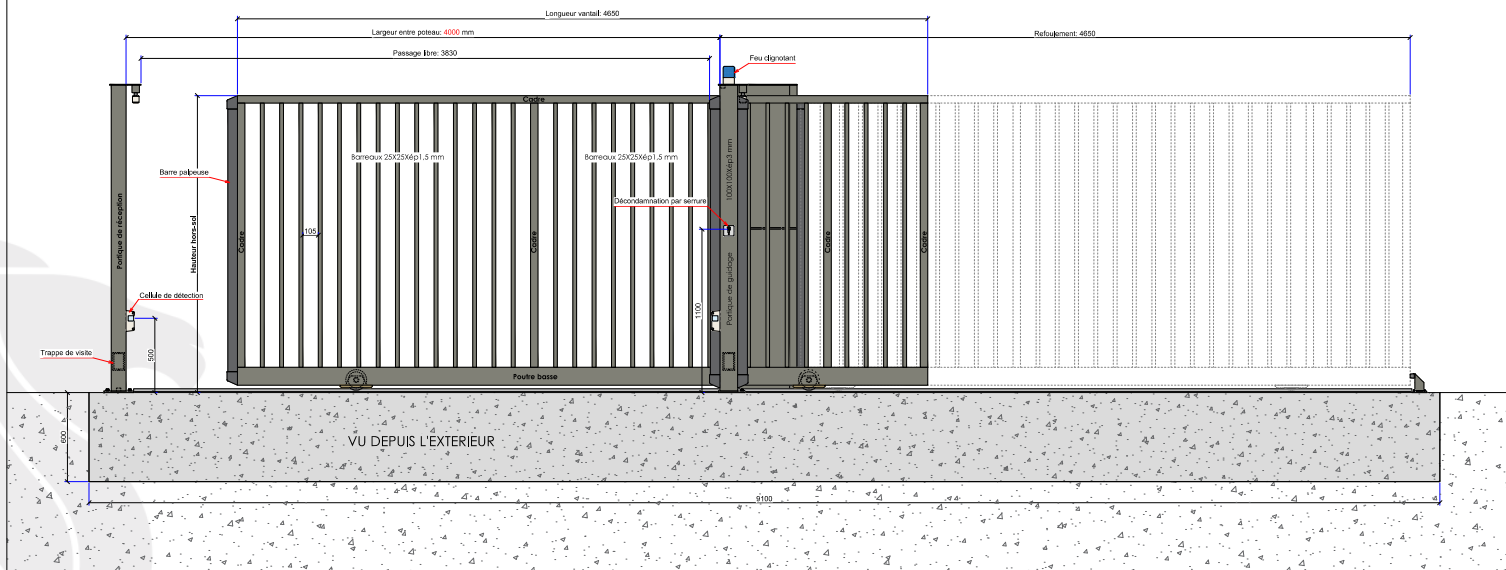 Longueur vantail: 4650
Largeur entre poteau: 4000 mm
Refoulement: 4650
Passage libre: 3830
Feu clignotant
Cadre
Barreaux 25X25Xép1,5 mm
Barreaux 25X25Xép1,5 mm
100X100Xép3 mm
Barre palpeuse
Décondamnation par serrure
Portique de réception
Hauteur hors-sol
105
Cadre
Cadre
Cadre
Cadre
Portique de guidage
Cellule de détection
1100
500
Trappe de visite
Poutre basse
600
VU DEPUIS L'EXTERIEUR
9100